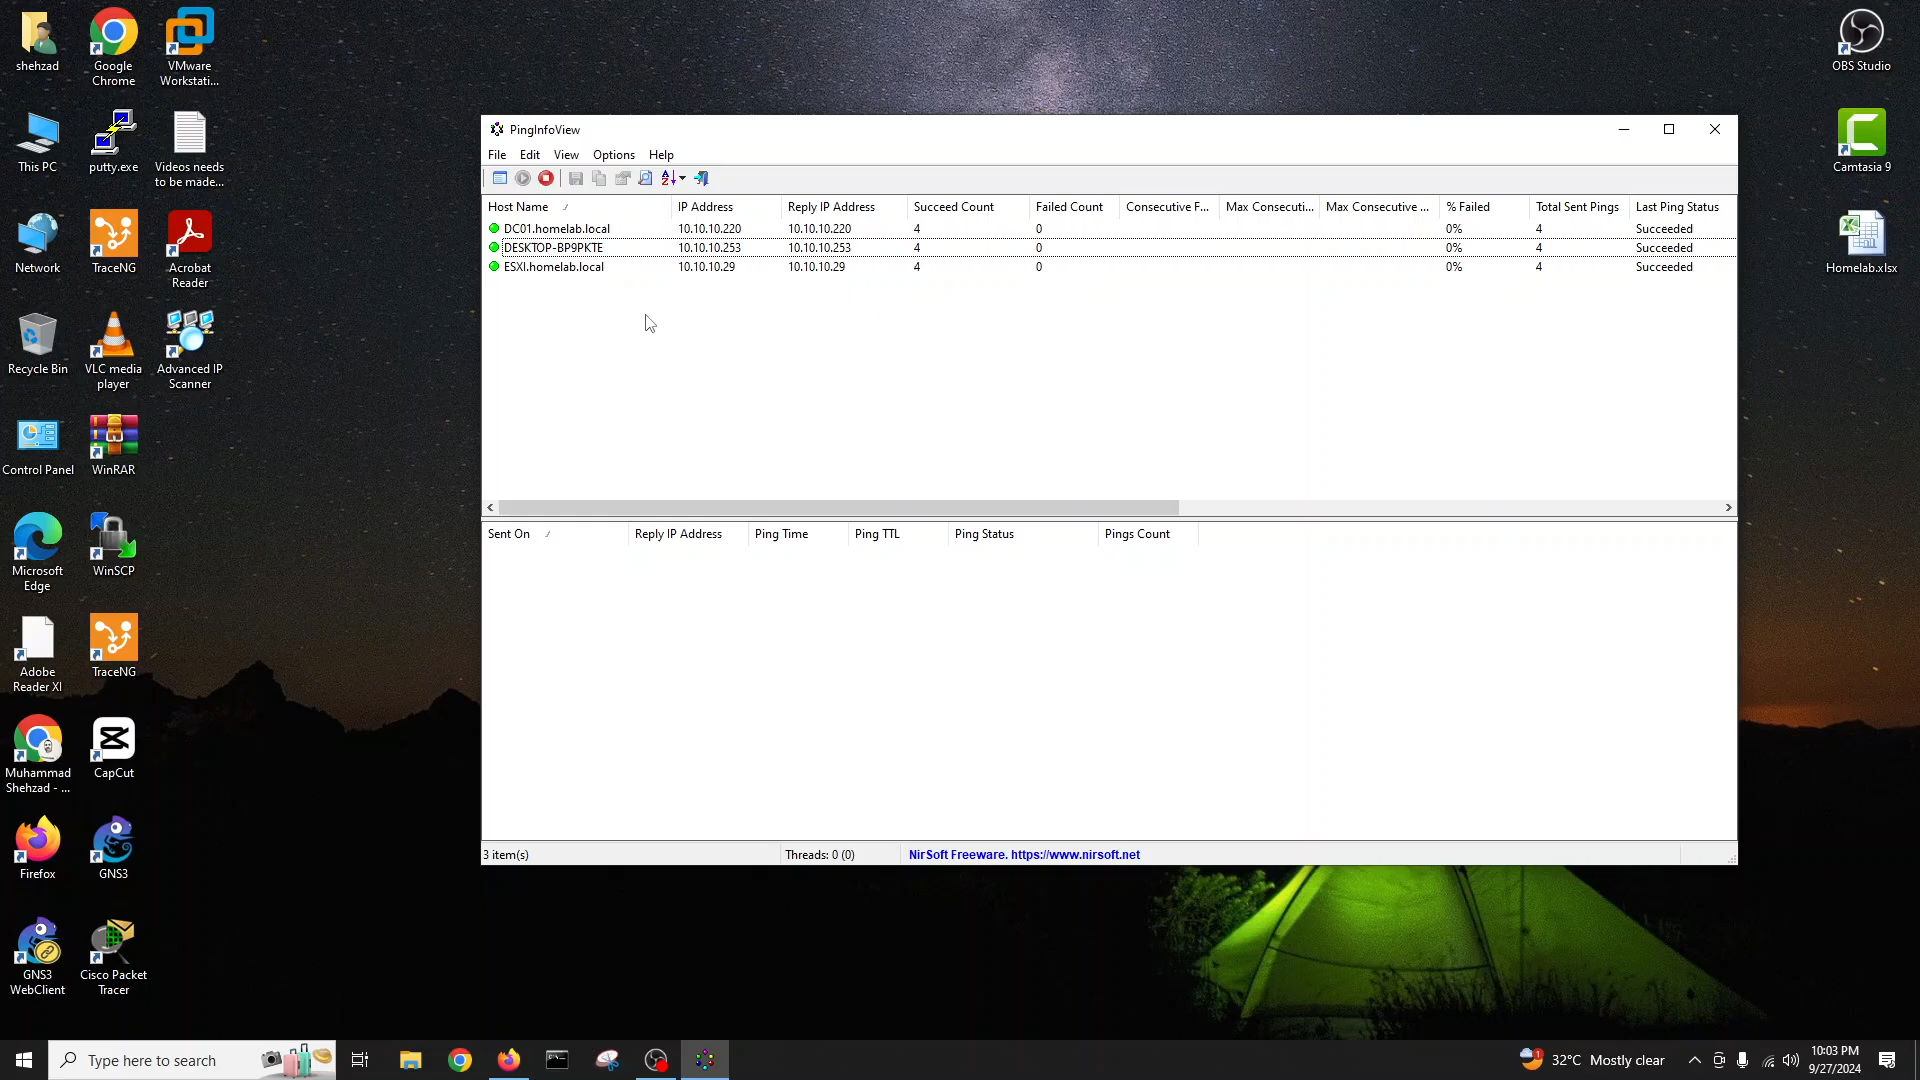 shehzad
Google
Chrome
VMware
Workstati...
This PC
putty.exe
Videos needs
to be made...
Network
TraceNG
Acrobat
Reader
Recycle Bin
VLC media
player
Advanced IP
Scanner
Control Panel
WinRAR
Microsoft
Edge
WinSCP
Adobe
Reader XI
TraceNG
Muhammad
Shehzad - ...
CapCut
Firefox
GNS3
GNS3
WebClient
Cisco Packet
Tracer
OBS Studio
Camtasia 9
Homelab.xlsx
PingInfoView
File Edit View Options Help
Host Name IP Address Reply IP Address Succeed Count Failed Count Consecutive F... Max Consecuti... Max Consecutive ... % Failed Total Sent Pings Last Ping Status
DC01.homelab.local 10.10.10.220 10.10.10.220 4 0 0% 4 Succeeded
DESKTOP-BP9PKTE 10.10.10.253 10.10.10.253 4 0 0% 4 Succeeded
ESXI.homelab.local 10.10.10.29 10.10.10.29 4 0 0% 4 Succeeded
Sent On Reply IP Address Ping Time Ping TTL Ping Status Pings Count
3 item(s) Threads: 0 (0) NirSoft Freeware. https://www.nirsoft.net
Type here to search
1
32°C Mostly clear
10:03 PM
9/27/2024